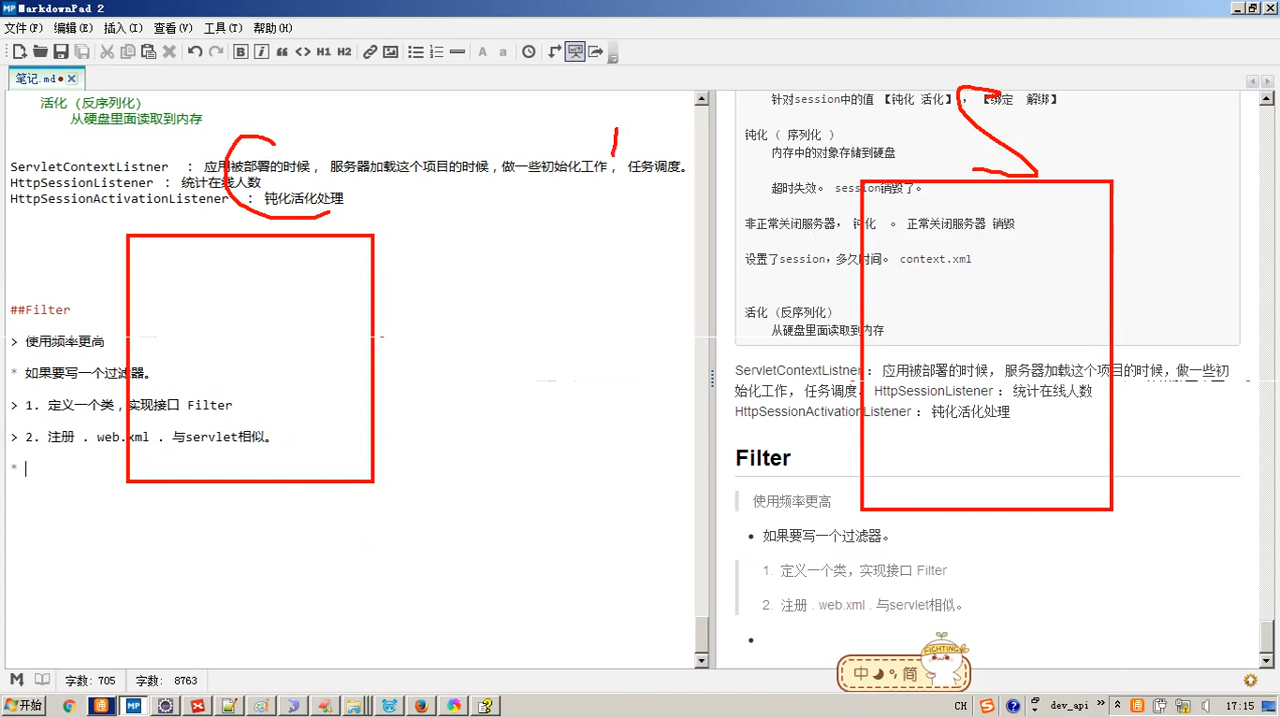 MarkdownPad 2
文件(F) 编辑(E) 插入(I) 查看(V) 工具(T) 帮助(H)
B i “ <> H1 H2 A a
笔记.md
活化 (反序列化)
从硬盘里面读取到内存
ServletContextListner ： 应用被部署的时候， 服务器加载这个项目的时候，做一些初始化工作， 任务调度。
HttpSessionListener ： 统计在线人数
HttpSessionActivationListener ： 钝化活化处理
##Filter
> 使用频率更高
* 如果要写一个过滤器。
> 1. 定义一个类，实现接口 Filter
> 2. 注册 . web.xml . 与servlet相似。
*
针对session中的值 【钝化 活化】 ， 【绑定 解绑】
钝化 ( 序列化 )
内存中的对象存储到硬盘
超时失效。 session销毁了。
非正常关闭服务器， 钝化 。 正常关闭服务器 销毁
设置了session，多久时间。 context.xml
活化 (反序列化)
从硬盘里面读取到内存
ServletContextListner ： 应用被部署的时候， 服务器加载这个项目的时候，做一些初
始化工作， 任务调度. HttpSessionListener ： 统计在线人数
HttpSessionActivationListener ： 钝化活化处理
Filter
使用频率更高
• 如果要写一个过滤器。
1. 定义一个类，实现接口 Filter
2. 注册 . web.xml . 与servlet相似。
•
FIGHTING
中 简
字数: 705 字数: 8763
开始 MP CH dev_api 17:15